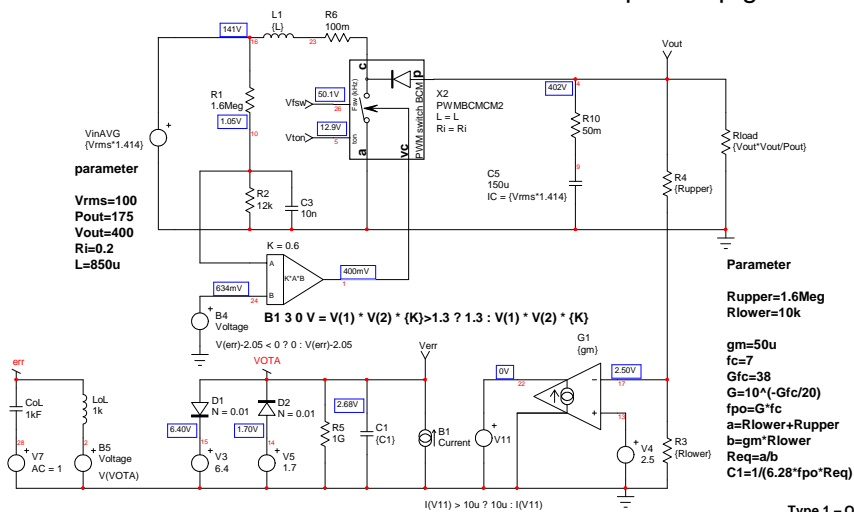 L1
{L}
R6
100m
141V
16
23
Vout
R1
1.6Meg
1.05V
10
VinAVG
{Vrms*1.414}
Vfsw
50.1V
26
Vton
12.9V
5
c
p
a
vc
Fsw (kHz)
ton
PWM switch BCM
X2
PWMBCMCM2
L = L
Ri = Ri
402V
4
R10
50m
9
C5
150u
IC = {Vrms*1.414}
Rload
{Vout*Vout/Pout}
R4
{Rupper}
parameter
Vrms=100
Pout=175
Vout=400
Ri=0.2
L=850u
R2
12k
C3
10n
K = 0.6
A
B
K*A*B
400mV
1
634mV
24
B4
Voltage
V(err)-2.05 < 0 ? 0 : V(err)-2.05
B1 3 0 V = V(1) * V(2) * {K}>1.3 ? 1.3 : V(1) * V(2) * {K}
Parameter
Rupper=1.6Meg
Rlower=10k
gm=50u
fc=7
Gfc=38
G=10^(-Gfc/20)
fpo=G*fc
a=Rlower+Rupper
b=gm*Rlower
Req=a/b
C1=1/(6.28*fpo*Req)
err
CoL
1kF
LoL
1k
28
2
V7
AC = 1
B5
Voltage
V(VOTA)
VOTA
D1
N = 0.01
D2
N = 0.01
6.40V
15
1.70V
14
V3
6.4
V5
1.7
2.68V
R5
1G
C1
{C1}
Verr
B1
Current
I(V11) > 10u ? 10u : I(V11)
0V
22
V11
G1
{gm}
2.50V
17
13
V4
2.5
R3
{Rlower}